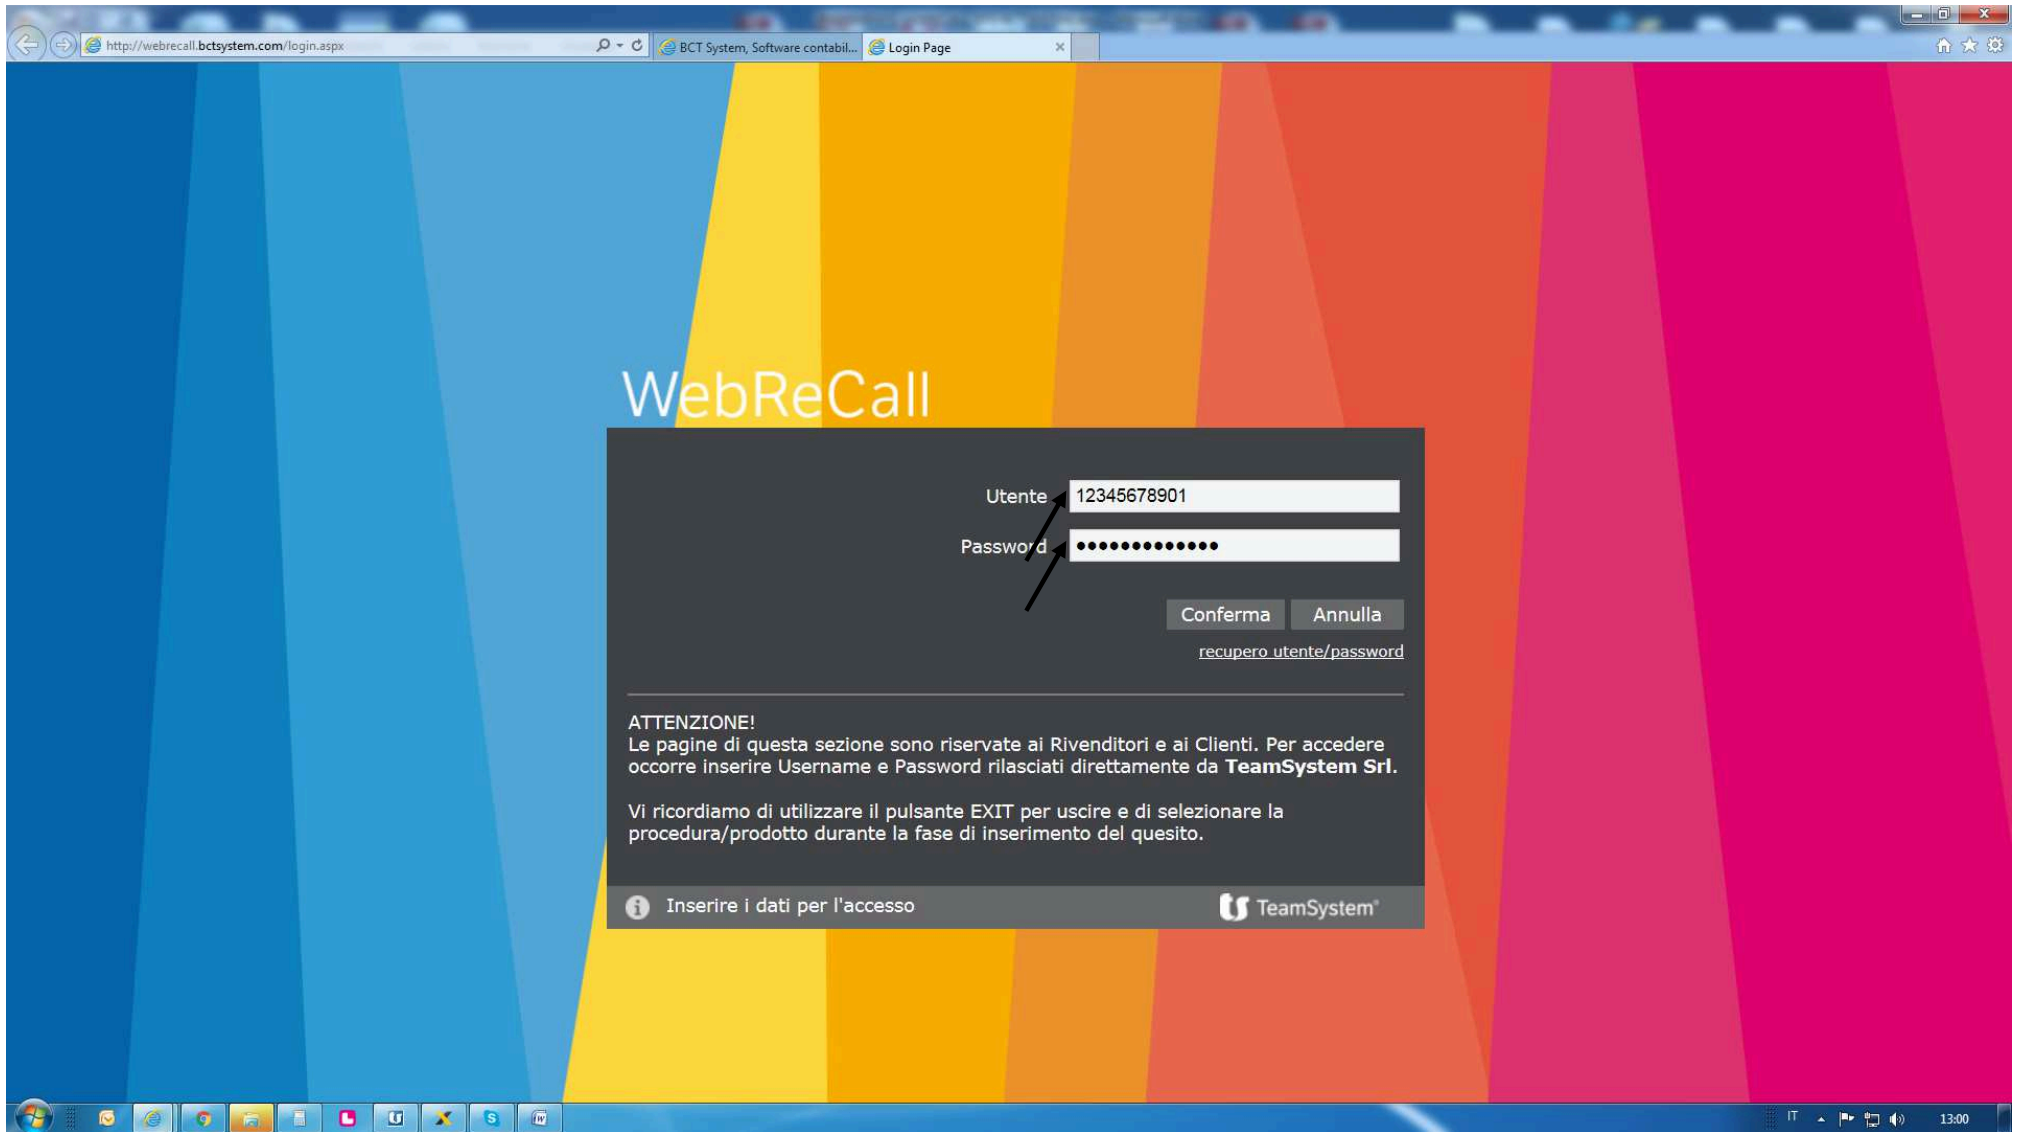 http://webrecall.bctsystem.com/login.aspx
BCT System, Software contabil...
Login Page
WebReCall
Utente
12345678901
Password
•••••••••••••
Conferma
Annulla
recupero utente/password
ATTENZIONE!
Le pagine di questa sezione sono riservate ai Rivenditori e ai Clienti. Per accedere
occorre inserire Username e Password rilasciati direttamente da TeamSystem Srl.
Vi ricordiamo di utilizzare il pulsante EXIT per uscire e di selezionare la
procedura/prodotto durante la fase di inserimento del quesito.
Inserire i dati per l'accesso
TeamSystem®
IT
13:00